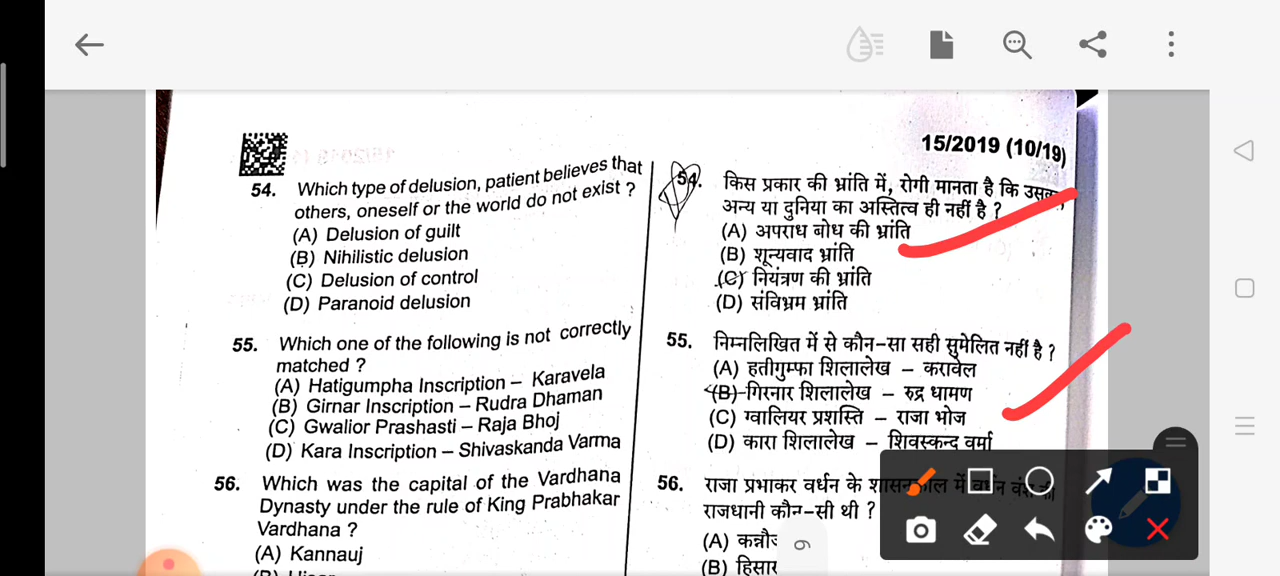 15/2019 (10/19)
54. Which type of delusion, patient believes that
others, oneself or the world do not exist ?
(A) Delusion of guilt
(B) Nihilistic delusion
(C) Delusion of control
(D) Paranoid delusion
55. Which one of the following is not correctly
matched ?
(A) Hatigumpha Inscription – Karavela
(B) Girnar Inscription – Rudra Dhaman
(C) Gwalior Prashasti – Raja Bhoj
(D) Kara Inscription – Shivaskanda Varma
56. Which was the capital of the Vardhana
Dynasty under the rule of King Prabhakar
Vardhana ?
(A) Kannauj
54. किस प्रकार की भ्रांति में, रोगी मानता है कि
अन्य या दुनिया का अस्तित्व ही नहीं है ?
(A) अपराध बोध की भ्रांति
(B) शून्यवाद भ्रांति
(C) नियंत्रण की भ्रांति
(D) संविभ्रम भ्रांति
55. निम्नलिखित में से कौन-सा सही सुमेलित नहीं है ?
(A) हतीगुम्फा शिलालेख – करावेल
(B) गिरनार शिलालेख – रुद्र धामण
(C) ग्वालियर प्रशस्ति – राजा भोज
(D) कारा शिलालेख – शिवस्कन्द वर्मा
56. राजा प्रभाकर वर्धन के शासनकाल में वर्धन वंश की
राजधानी कौन-सी थी ?
(A)
(B) हिसार